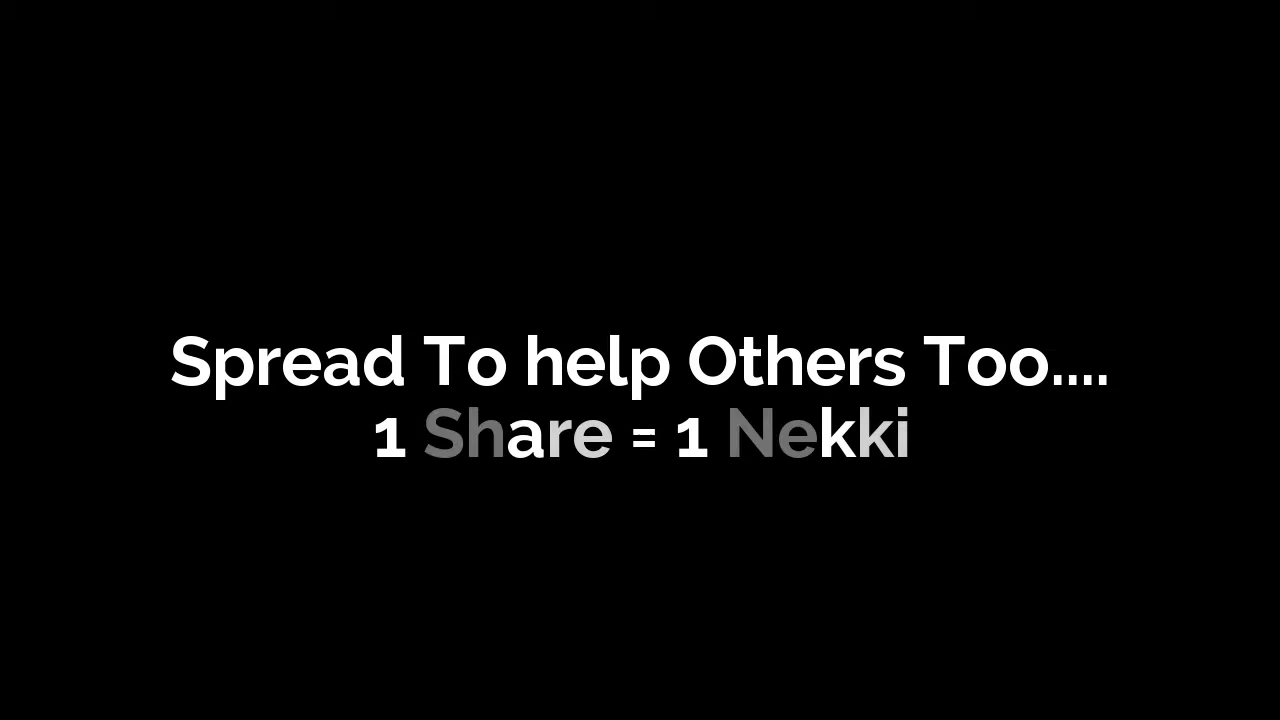 Spread To help Others Too....
1 Share = 1 Nekki